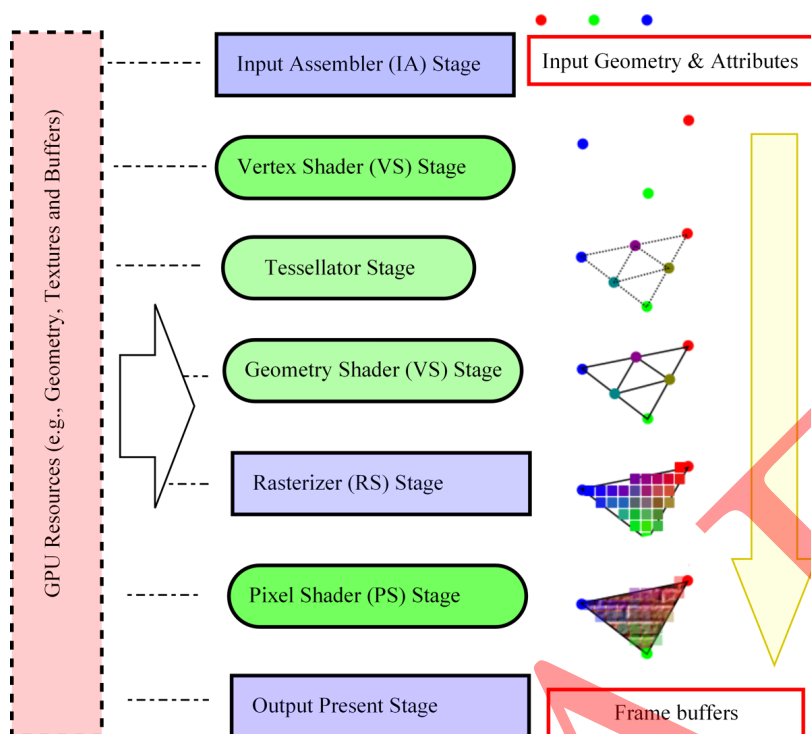 Input Assembler (IA) Stage
Input Geometry & Attributes
Vertex Shader (VS) Stage
Tessellator Stage
Geometry Shader (VS) Stage
Rasterizer (RS) Stage
Pixel Shader (PS) Stage
Output Present Stage
Frame buffers
GPU Resources (e.g., Geometry, Textures and Buffers)